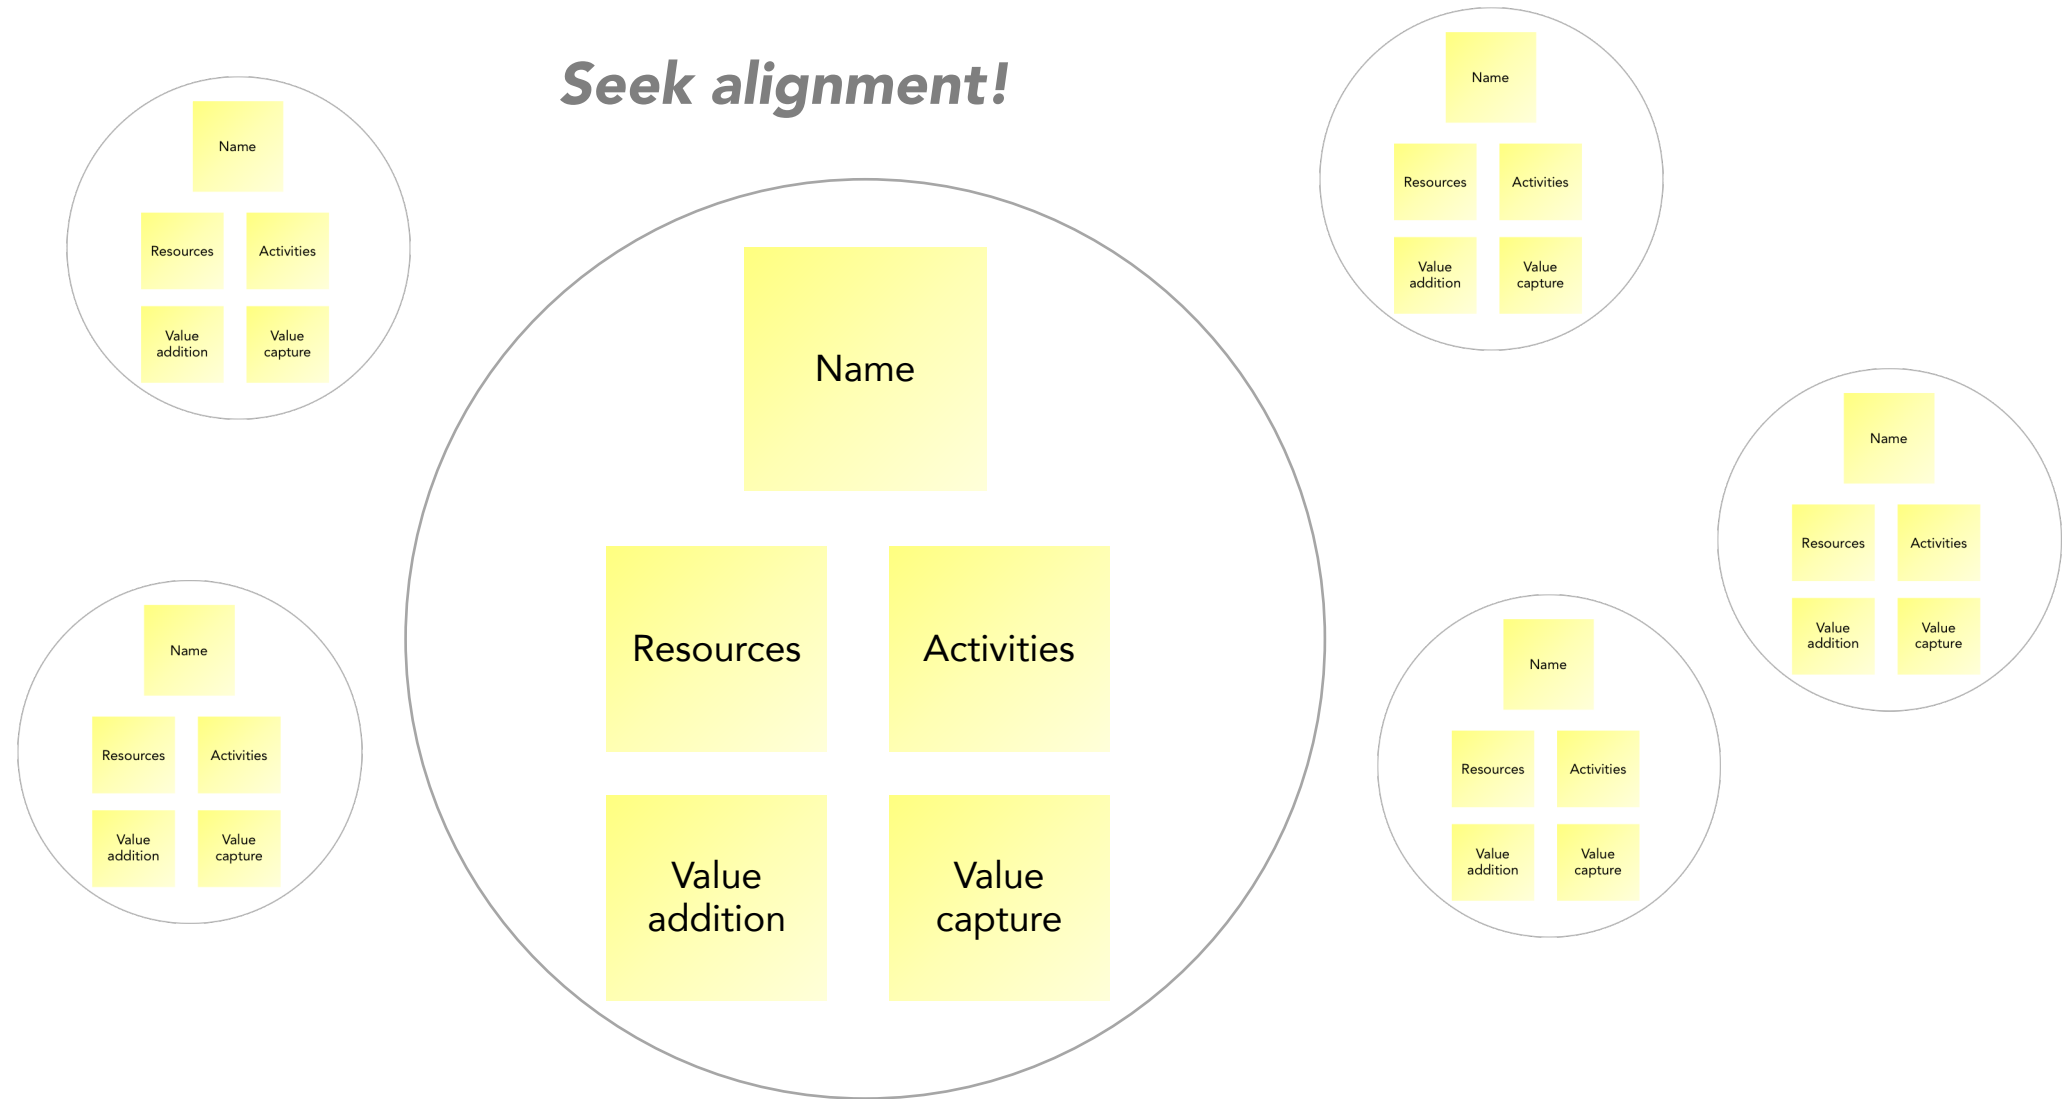 Seek alignment!
Name
Resources
Activities
Value
addition
Value
capture
Name
Resources
Activities
Value
addition
Value
capture
Name
Resources
Activities
Value
addition
Value
capture
Name
Resources
Activities
Value
addition
Value
capture
Name
Resources
Activities
Value
addition
Value
capture
Name
Resources
Activities
Value
addition
Value
capture